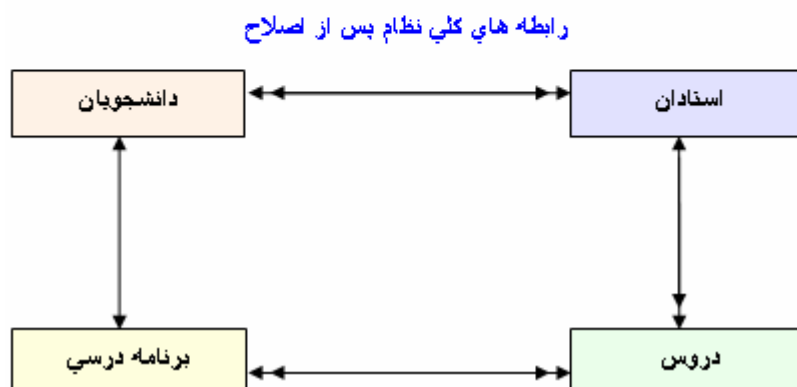 رابطه هاي كلي نظام پس از اصلاح
استادان
دانشجويان
دروس
برنامه درسي